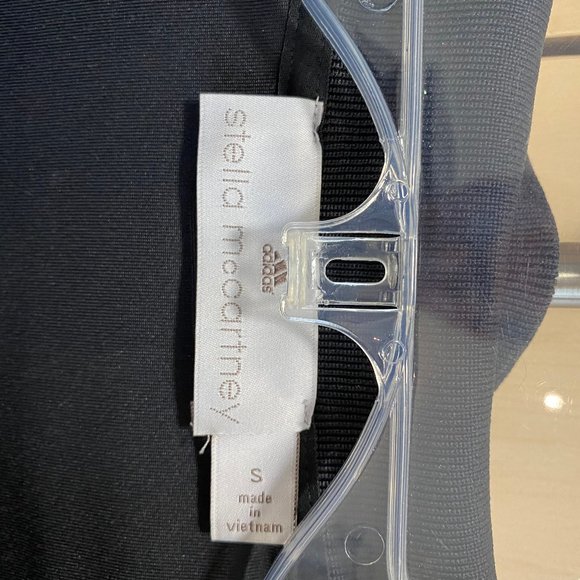 stella mccartney
adidas
S
made
in
vietnam